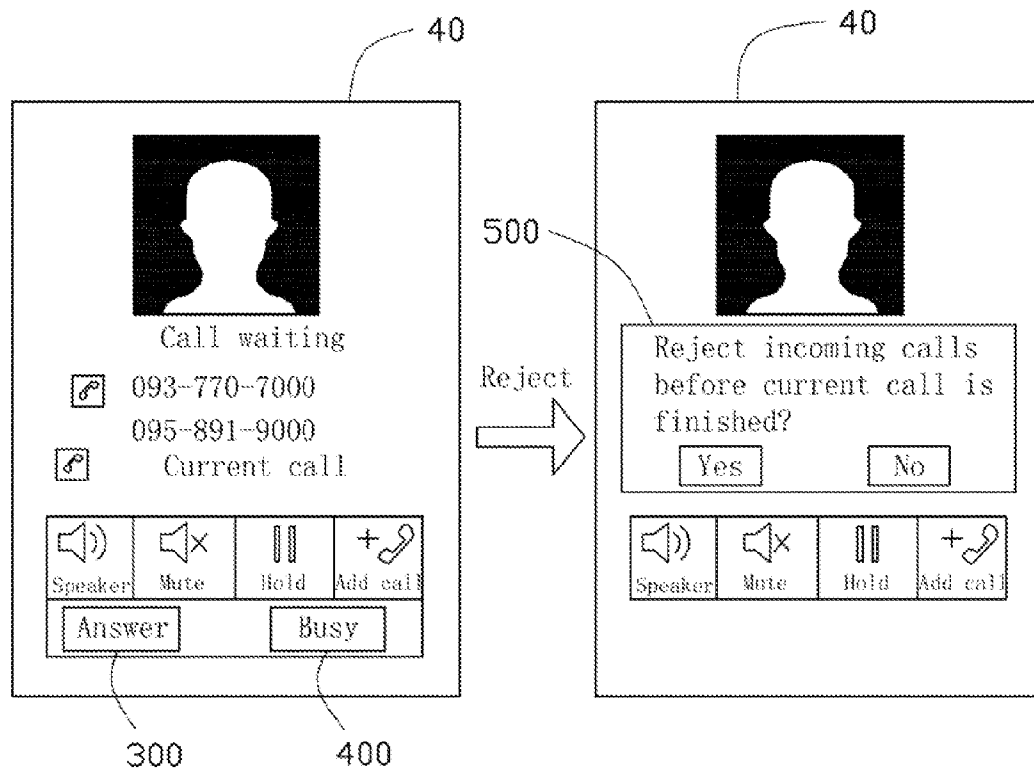 40
Call waiting
093-770-7000
095-891-9000
Current call
Speaker
Mute
Hold
Add call
Answer
Busy
300
400
Reject
40
500
Reject incoming calls
before current call is
finished?
Yes
No
Speaker
Mute
Hold
Add call